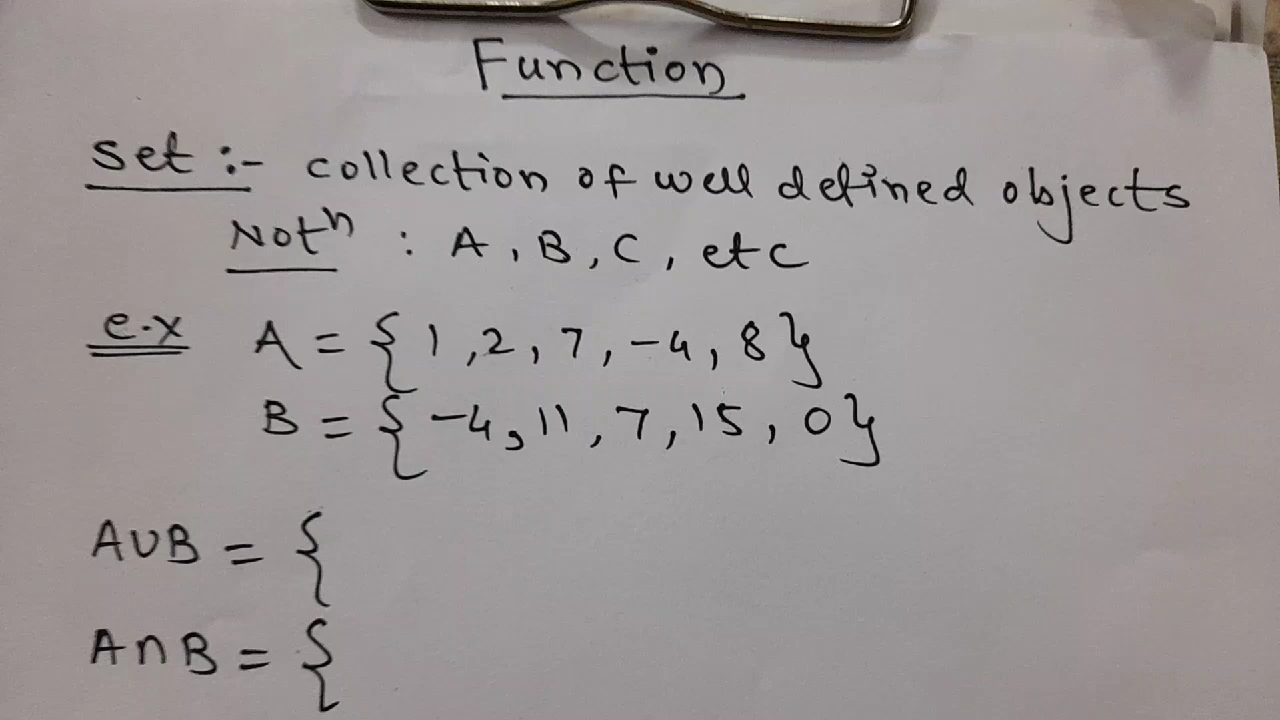 Function
Set :- collection of well defined objects
Notn : A, B, C, etc
e.x A = {1, 2, 7, -4, 8}
B = {-4, 11, 7, 15, 0}
A∪B = {
A∩B = {